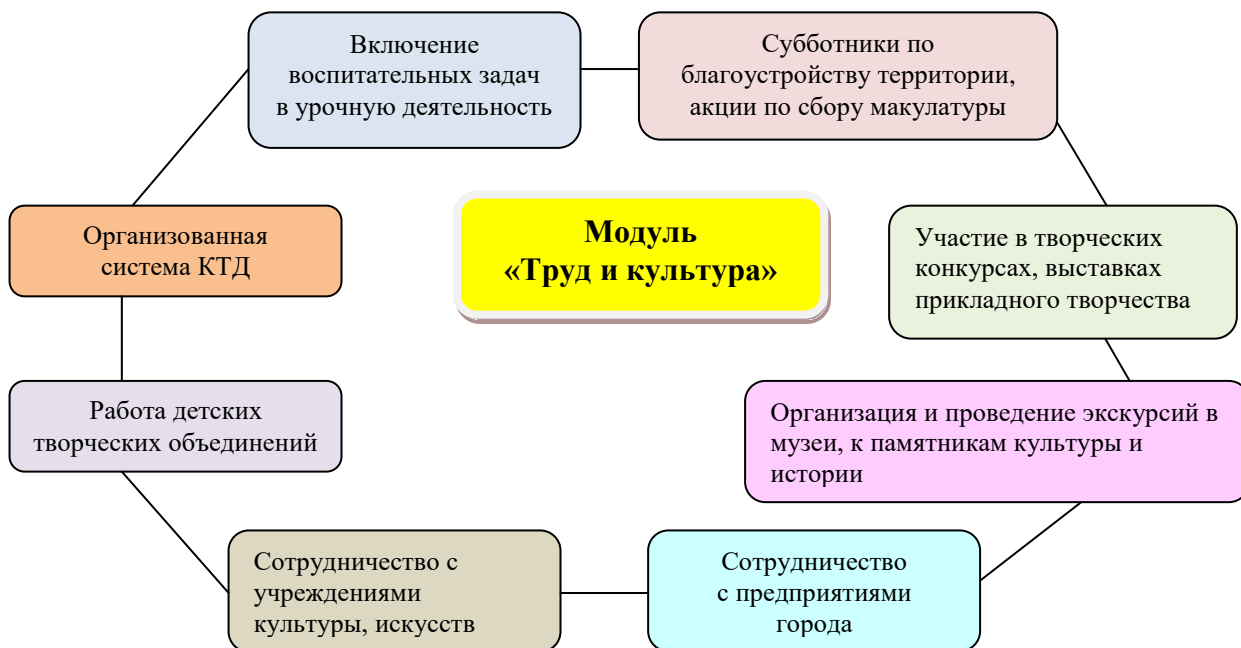 Включение
воспитательных задач
в урочную деятельность
Субботники по
благоустройству территории,
акции по сбору макулатуры
Организованная
система КТД
Модуль
«Труд и культура»
Участие в творческих
конкурсах, выставках
прикладного творчества
Работа детских
творческих объединений
Организация и проведение экскурсий в
музеи, к памятникам культуры и
истории
Сотрудничество с
учреждениями
культуры, искусств
Сотрудничество
с предприятиями
города